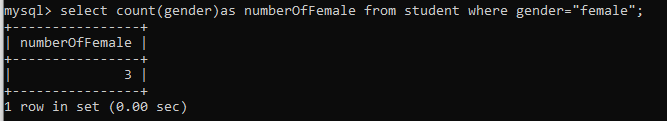 mysql> select count(gender)as numberOfFemale from student where gender="female";
+----------------+
| numberOfFemale |
+----------------+
|              3 |
+----------------+
1 row in set (0.00 sec)